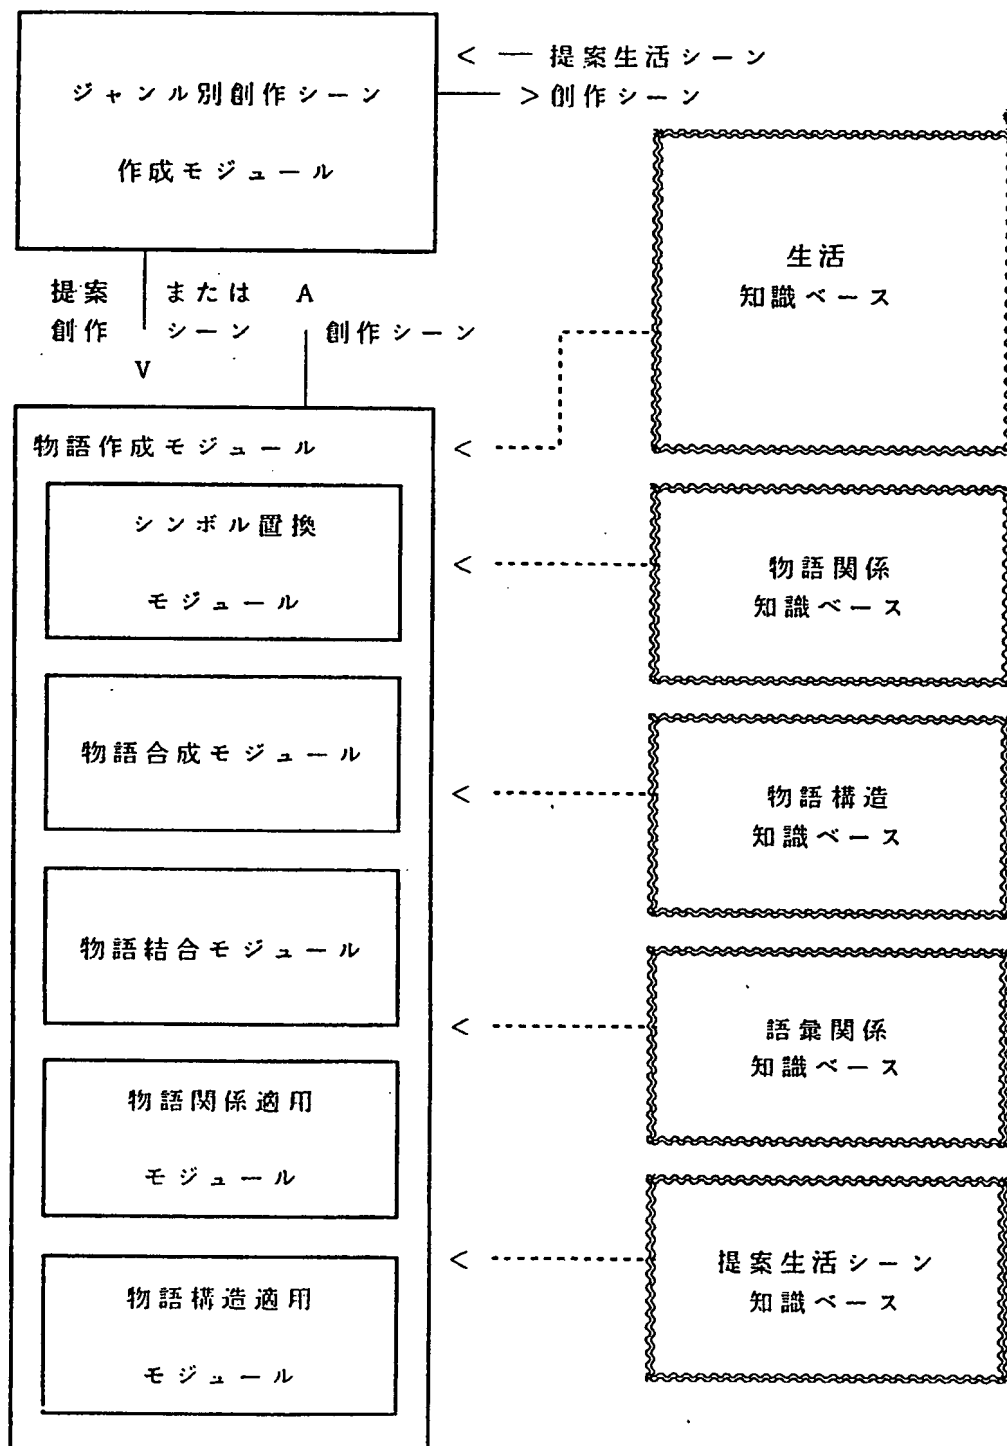 ジャンル別創作シーン
作成モジュール
< 提案生活シーン
> 創作シーン
提案 または A
創作 シーン 創作シーン
V
物語作成モジュール <
シンボル置換
モジュール
<
物語合成モジュール
<
物語結合モジュール
<
物語関係適用
モジュール
<
物語構造適用
モジュール
生活
知識ベース
物語関係
知識ベース
物語構造
知識ベース
語彙関係
知識ベース
提案生活シーン
知識ベース